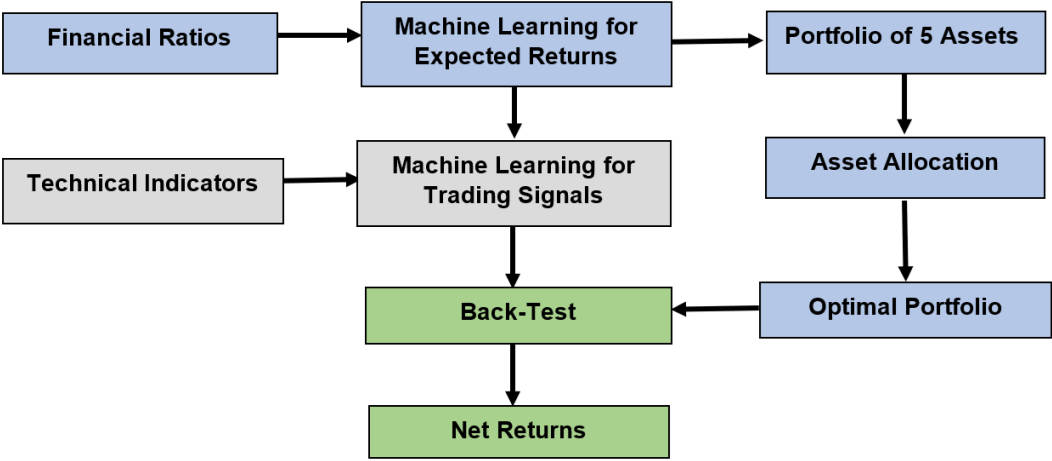 Financial Ratios
Machine Learning for
Expected Returns
Portfolio of 5 Assets
Technical Indicators
Machine Learning for
Trading Signals
Asset Allocation
Back-Test
Optimal Portfolio
Net Returns